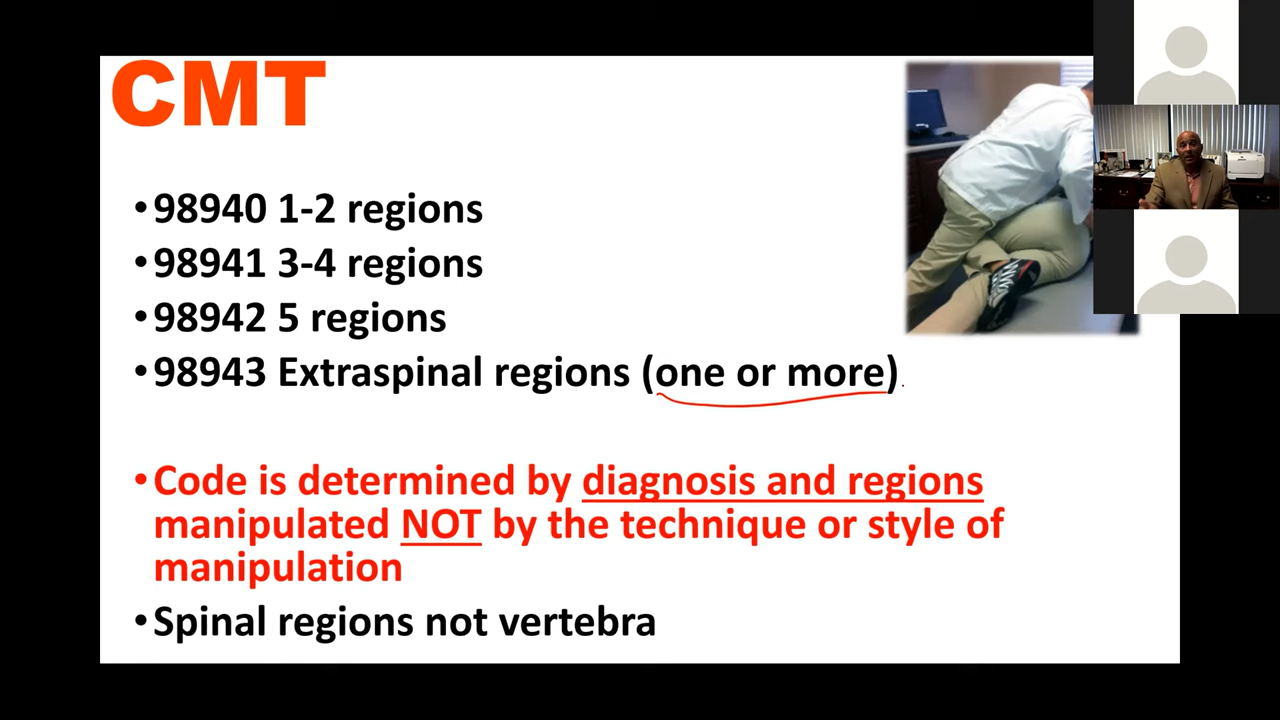 CMT
•98940 1-2 regions
•98941 3-4 regions
•98942 5 regions
•98943 Extraspinal regions (one or more).
•Code is determined by diagnosis and regions
manipulated NOT by the technique or style of
manipulation
•Spinal regions not vertebra